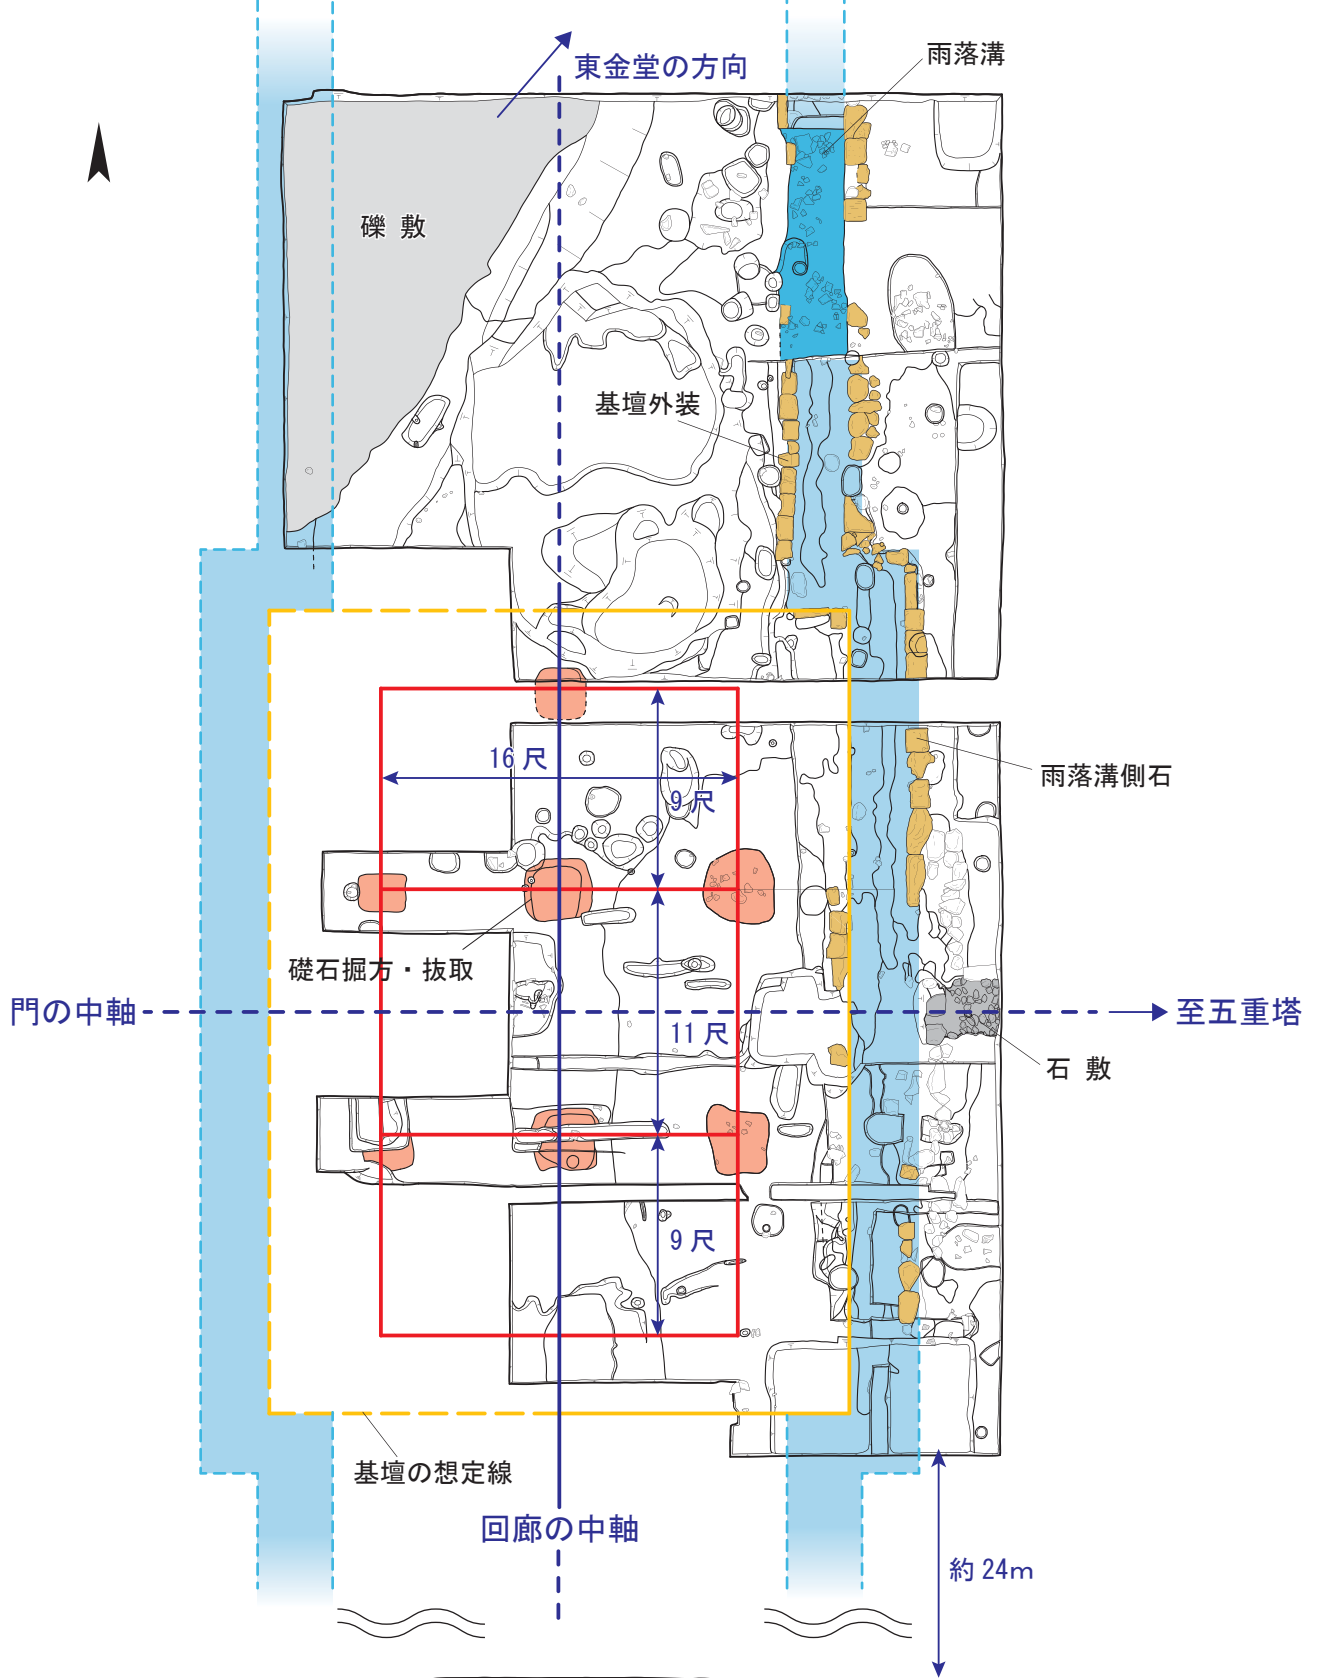 雨落溝
東金堂の方向
礫 敷
基壇外装
16 尺
9 尺
雨落溝側石
礎石掘方・抜取
門の中軸
至五重塔
11 尺
石 敷
9 尺
基壇の想定線
回廊の中軸
約 24m